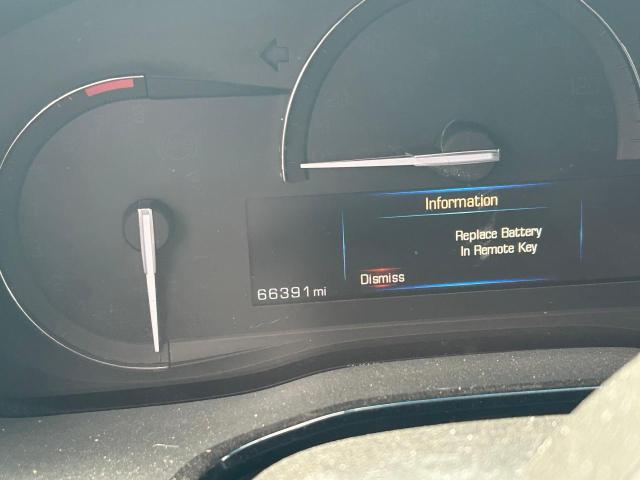 Information
Replace Battery
In Remote Key
Dismiss
66391 mi